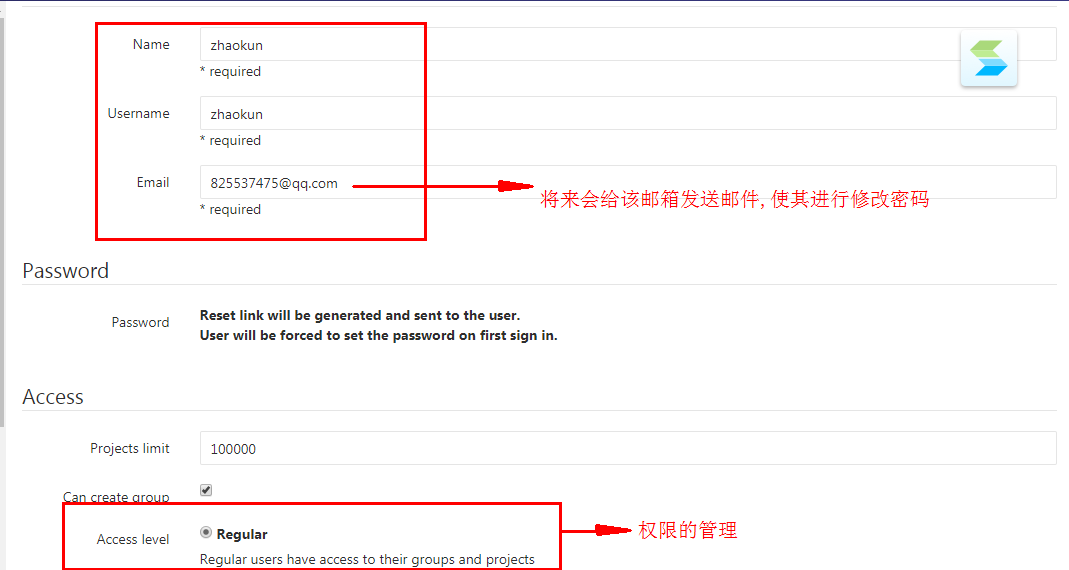 Name
zhaokun
* required
Username
zhaokun
* required
Email
825537475@qq.com
* required
将来会给该邮箱发送邮件, 使其进行修改密码
Password
Password
Reset link will be generated and sent to the user.
User will be forced to set the password on first sign in.
Access
Projects limit
100000
Can create group
Access level
Regular
权限的管理
Regular users have access to their groups and projects